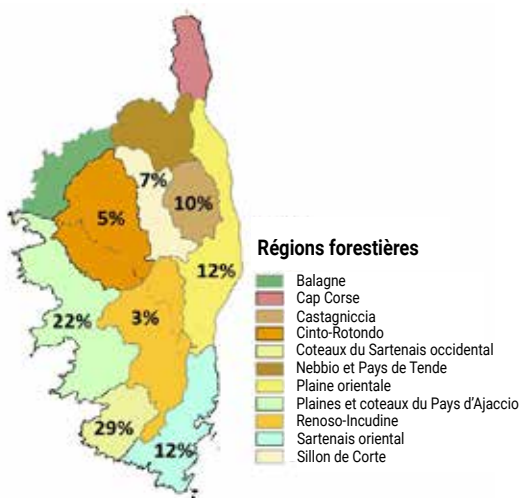 7%
5%
10%
12%
22%
3%
29%
12%
Régions forestières
Balagne
Cap Corse
Castagniccia
Cinto-Rotondo
Coteaux du Sartenais occidental
Nebbio et Pays de Tende
Plaine orientale
Plaines et coteaux du Pays d'Ajaccio
Renoso-Incudine
Sartenais oriental
Sillon de Corte